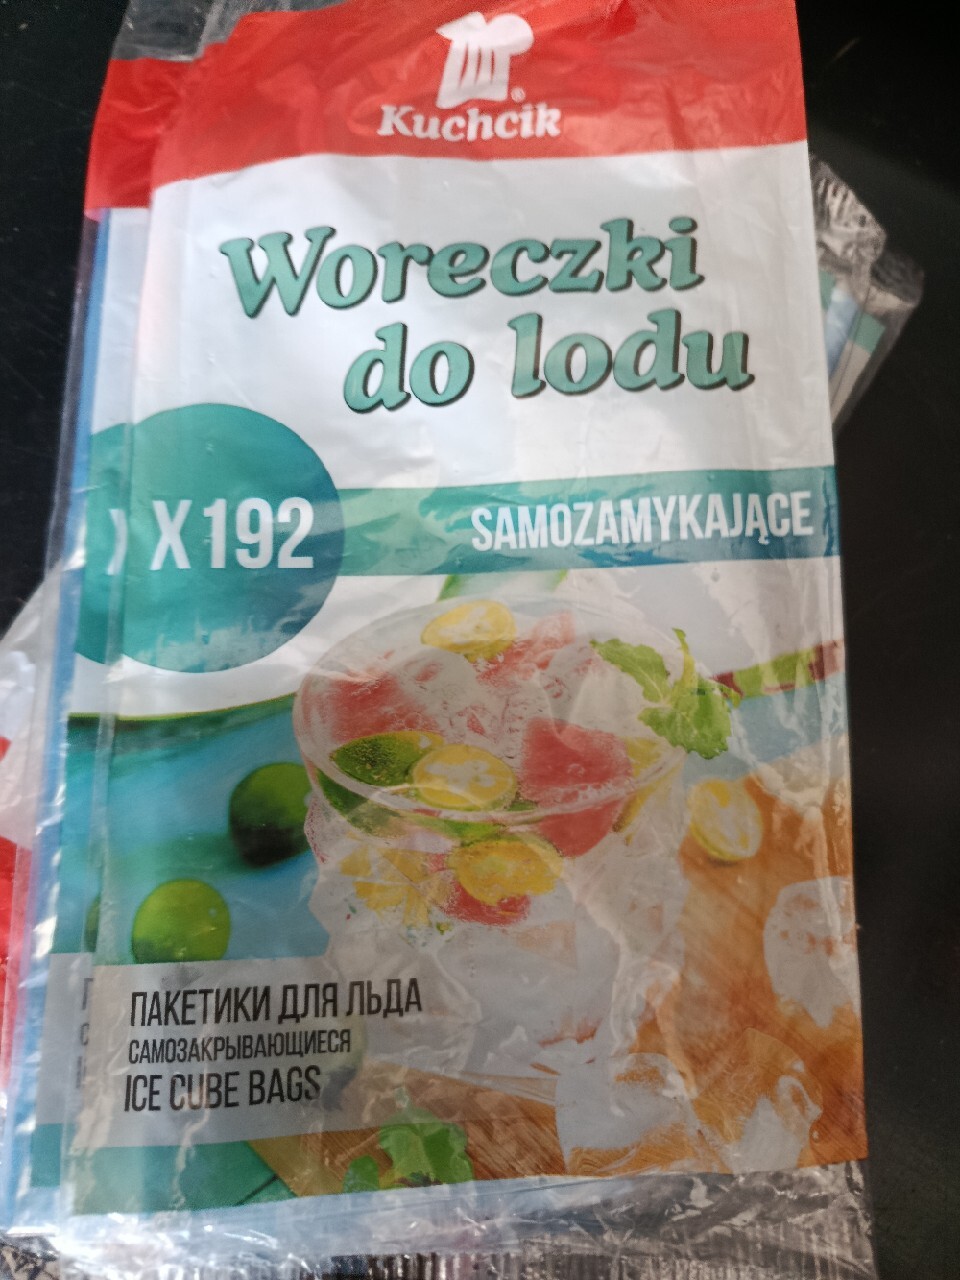 Kuchcik
®
Woreczki
do lodu
X192
SAMOZAMYKAJĄCE
ПАКЕТИКИ ДЛЯ ЛЬДА
САМОЗАКРЫВАЮЩИЕСЯ
ICE CUBE BAGS